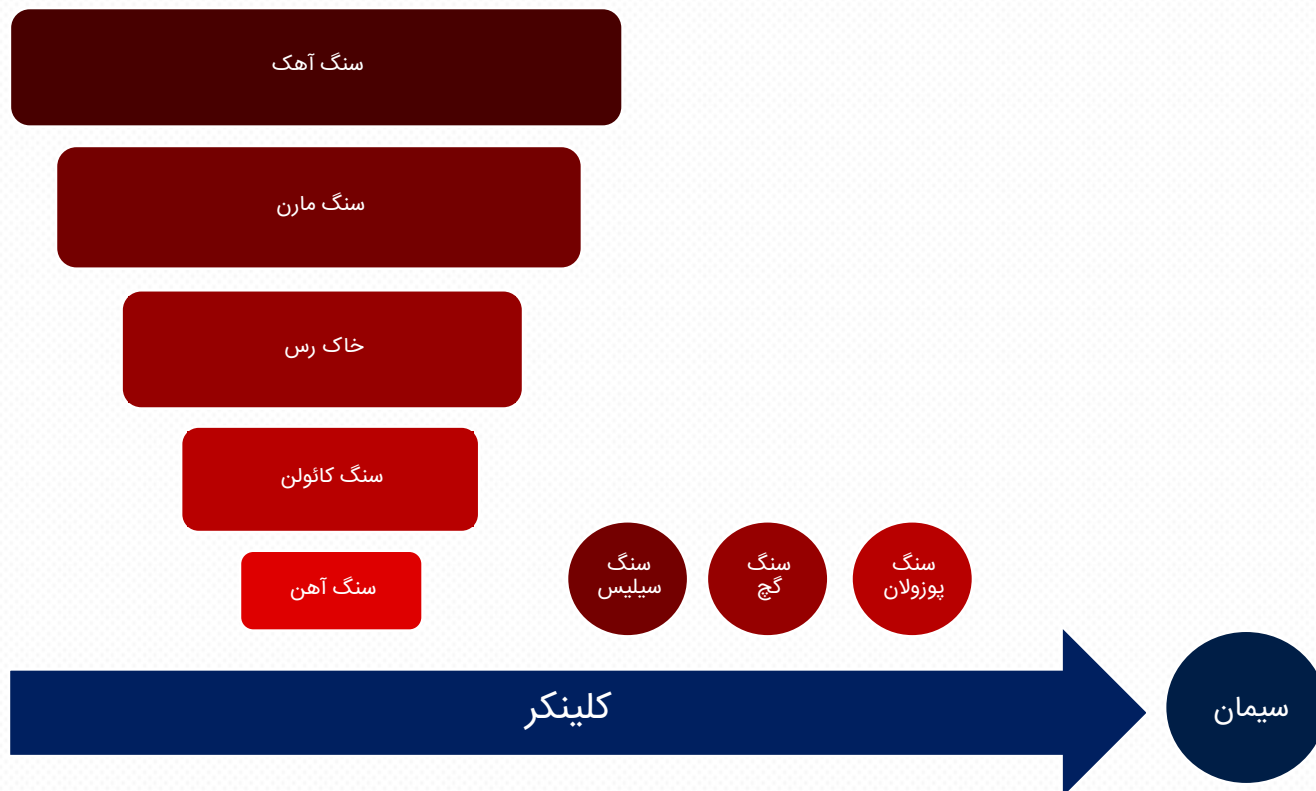 سنگ آهک
سنگ مارن
خاک رس
سنگ کائولن
سنگ آهن
سنگ
پوزولان
سنگ
گچ
سنگ
سیلیس
کلینکر
سیمان